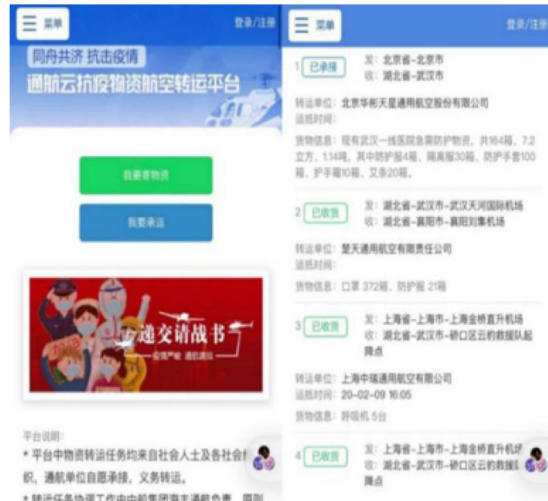 菜单
登录/注册
同舟共济 抗击疫情
通航云抗疫物资航空转运平台
我要寄物资
我要承运
递交请战书
疫情严峻 通航请战
平台说明:
* 平台中物资转运任务均来自社会人士及各社会
织,通航单位自愿承接,义务转运。
菜单
登录/注册
1 已承接
发: 北京省-北京市
收: 湖北省-武汉市
转运单位: 北京华彬天星通用航空股份有限公司
运抵时间:
货物信息: 现有武汉一线医院急需防护物资,共164箱,7.2
立方,1.14吨,其中防护服4箱、隔离服30箱、防护手套100
箱、护手霜10箱、艾条20箱。
2 已收货
发: 湖北省-武汉市-武汉天河国际机场
收: 湖北省-襄阳市-襄阳刘集机场
转运单位: 楚天通用航空有限责任公司
运抵时间:
货物信息: 口罩 372箱、防护服 21箱
3 已收货
发: 上海省-上海市-上海金桥直升机场
收: 湖北省-武汉市-硚口区云豹救援队起
降点
转运单位: 上海中瑞通用航空有限公司
运抵时间: 20-02-09 16:05
货物信息: 呼吸机 5台
4 已收货
发: 上海省-上海市-上海金桥直升机
收: 湖北省-武汉市-硚口区云豹救援
降点